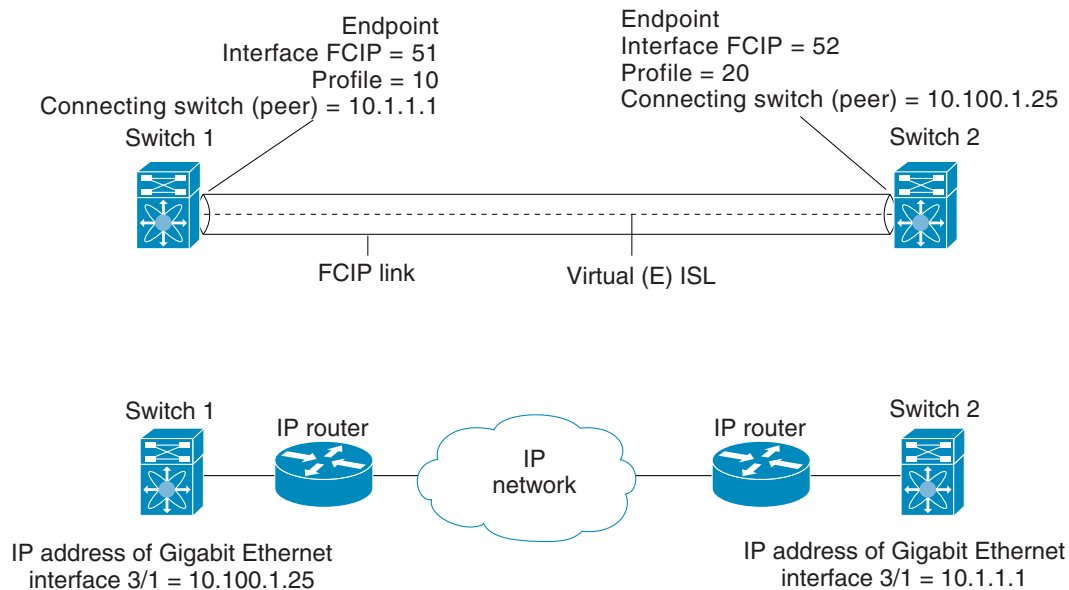 Endpoint
Interface FCIP = 51
Profile = 10
Connecting switch (peer) = 10.1.1.1
Endpoint
Interface FCIP = 52
Profile = 20
Connecting switch (peer) = 10.100.1.25
Switch 1
Switch 2
FCIP link
Virtual (E) ISL
Switch 1
IP router
IP
network
IP router
Switch 2
IP address of Gigabit Ethernet
interface 3/1 = 10.100.1.25
IP address of Gigabit Ethernet
interface 3/1 = 10.1.1.1